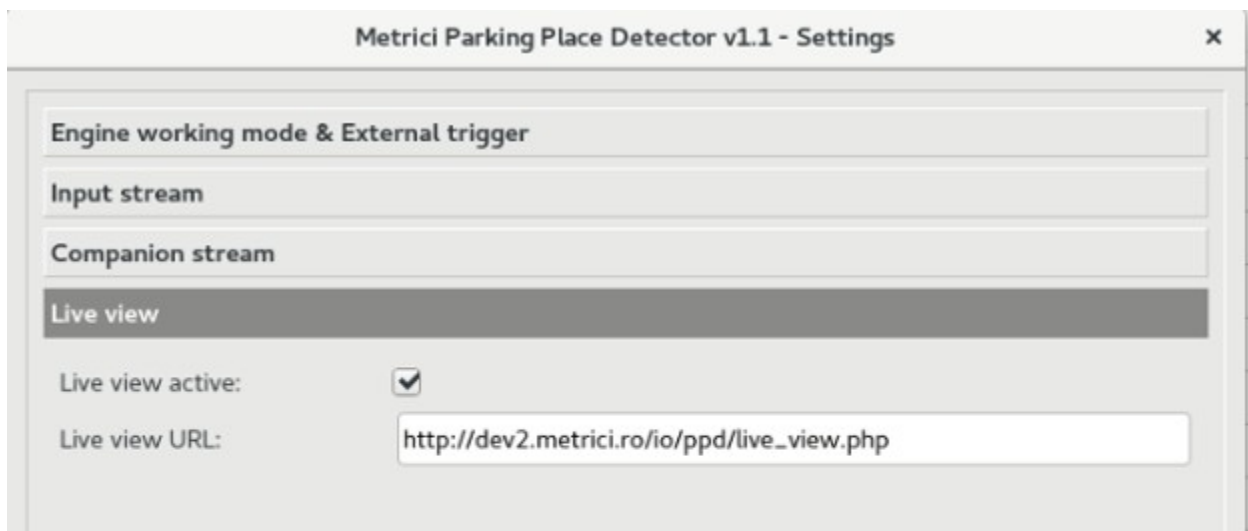 Metrici Parking Place Detector v1.1 - Settings
Engine working mode & External trigger
Input stream
Companion stream
Live view
Live view active:
Live view URL: http://dev2.metrici.ro/io/ppd/live_view.php